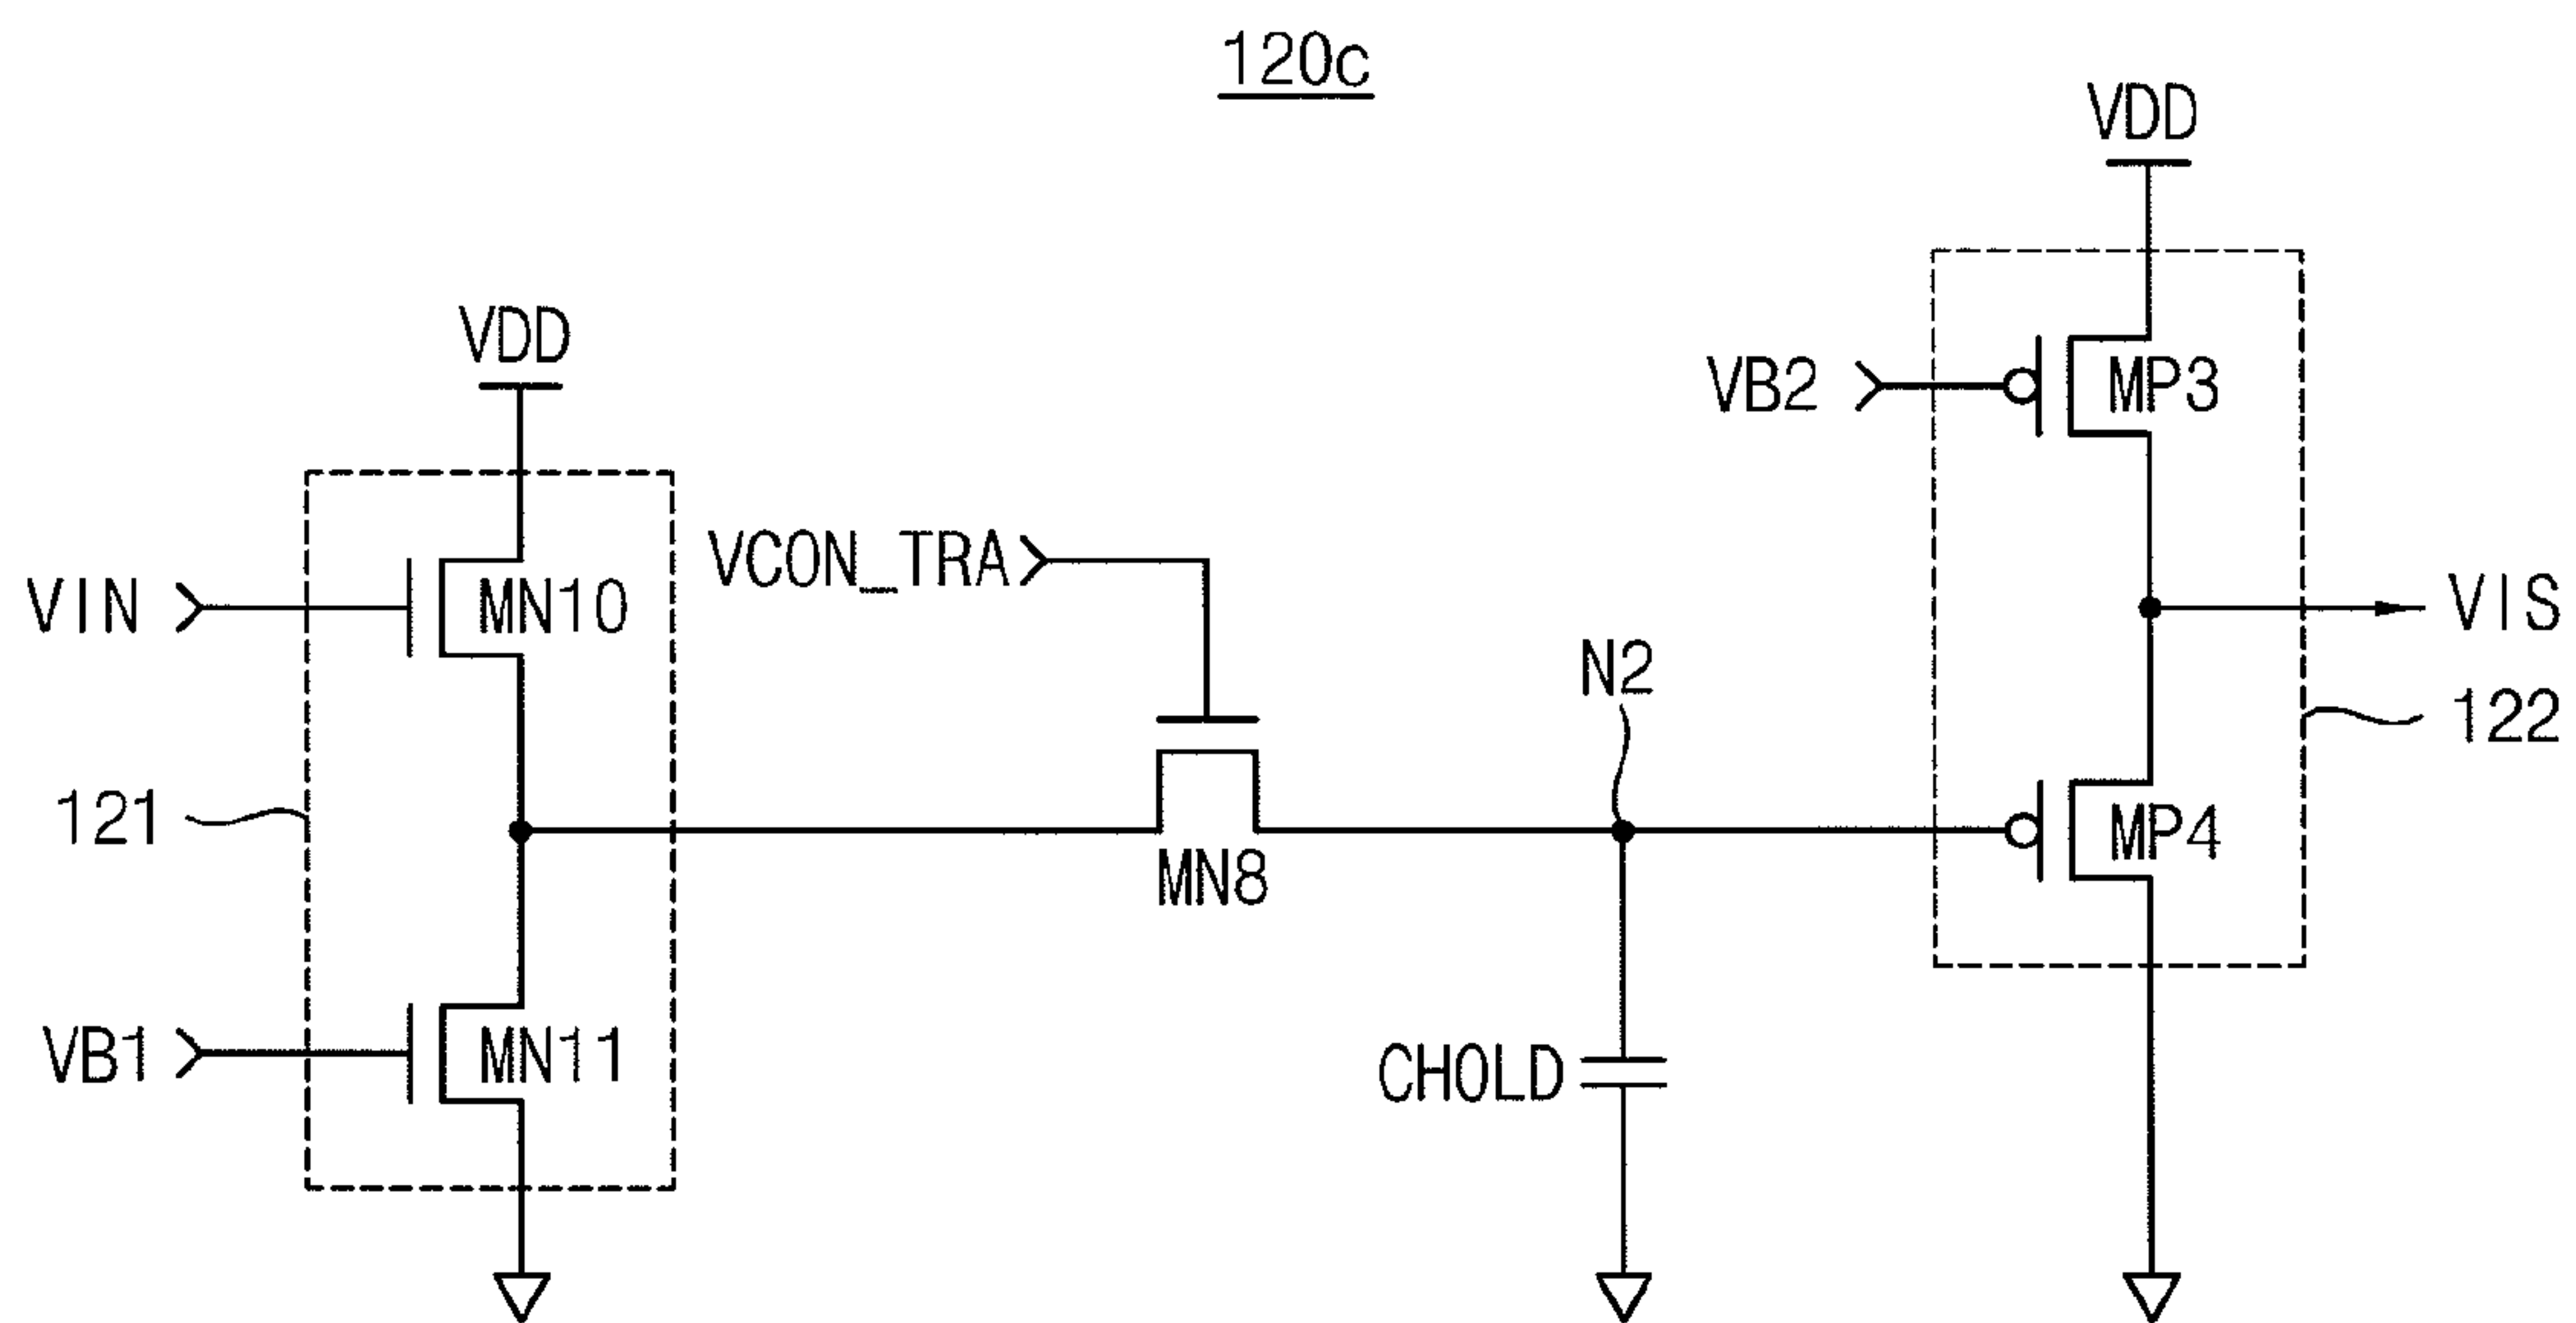 120c
VDD
VDD
VB2
MP3
VCON_TRA
VIN
MN10
VIS
N2
122
121
MP4
MN8
VB1
MN11
CHOLD